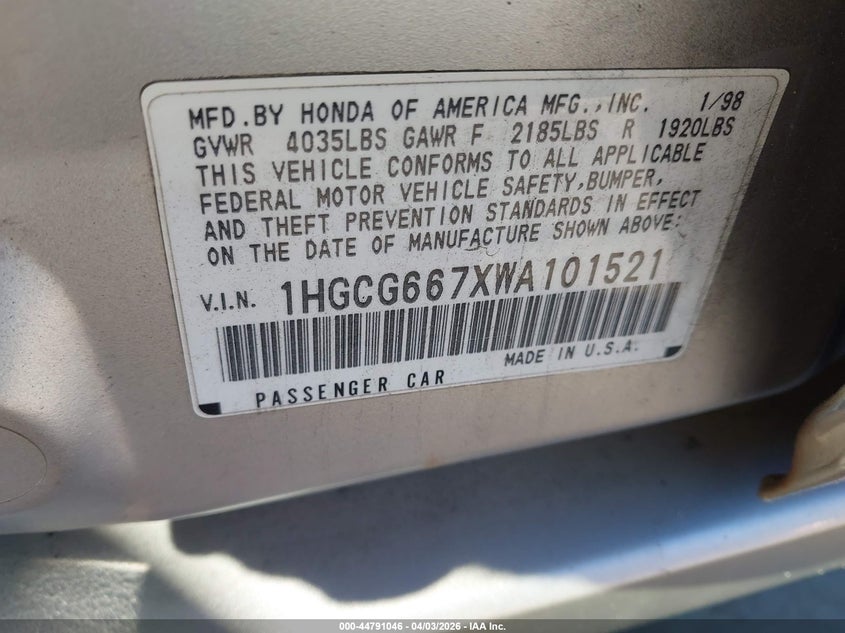 MFD.BY HONDA OF AMERICA MFG.,INC. 1/98
GVWR 4035LBS GAWR F 2185LBS R 1920LBS
THIS VEHICLE CONFORMS TO ALL APPLICABLE
FEDERAL MOTOR VEHICLE SAFETY,BUMPER,
AND THEFT PREVENTION STANDARDS IN EFFECT
ON THE DATE OF MANUFACTURE SHOWN ABOVE:
V.I.N. 1HGCG667XWA101521
MADE IN U.S.A.
PASSENGER CAR
000-44791046 - 04/03/2026 - IAA Inc.